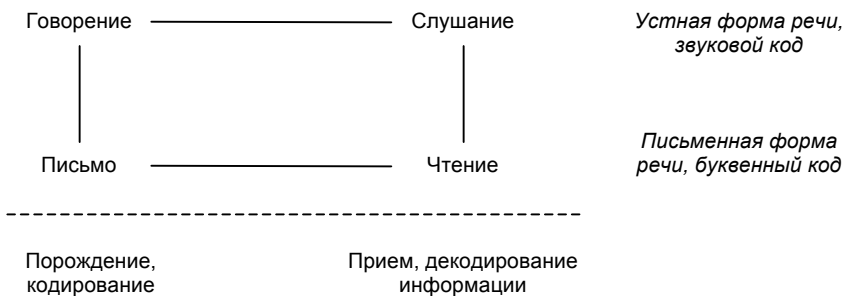 Говорение Слушание Устная форма речи,
звуковой код
Письменная форма
Письмо Чтение речи, буквенный код
Порождение, Прием, декодирование
кодирование информации